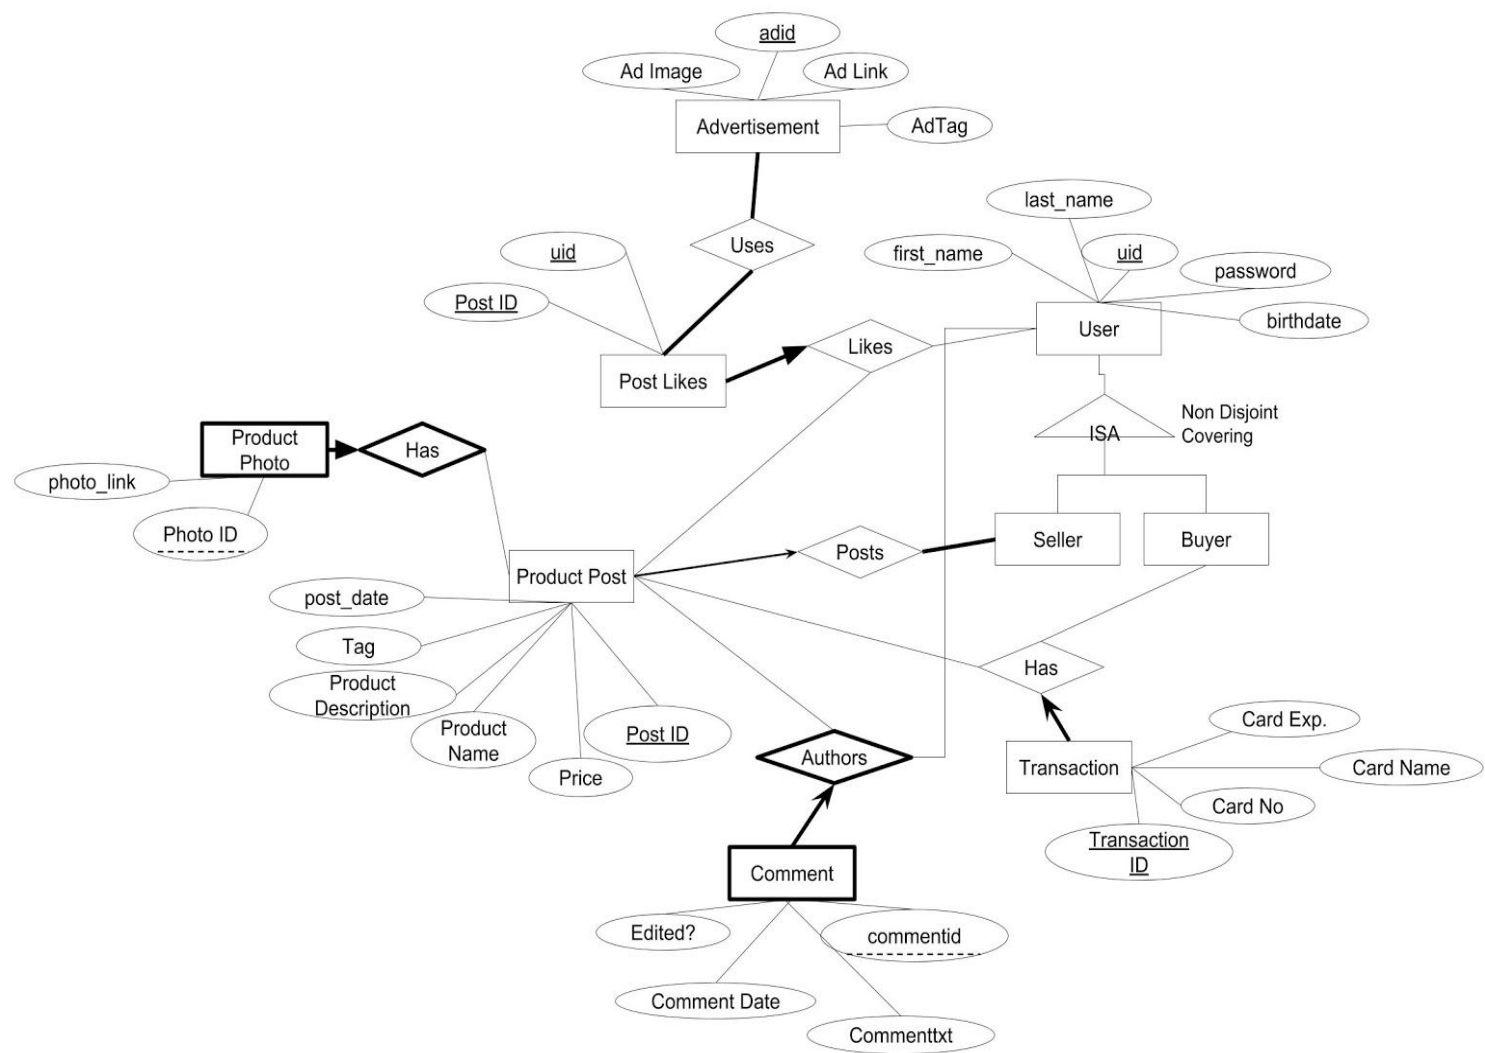 adid
Ad Image
Ad Link
Advertisement
AdTag
last_name
uid
Uses
first_name
uid
password
Post ID
birthdate
User
Likes
Post Likes
Non Disjoint
Covering
ISA
Product
Photo
Has
photo_link
Photo ID
Seller
Buyer
Posts
Product Post
post_date
Tag
Has
Product
Description
Product
Name
Post ID
Price
Card Exp.
Authors
Transaction
Card Name
Card No
Transaction
ID
Comment
Edited?
commentid
Comment Date
Commenttxt